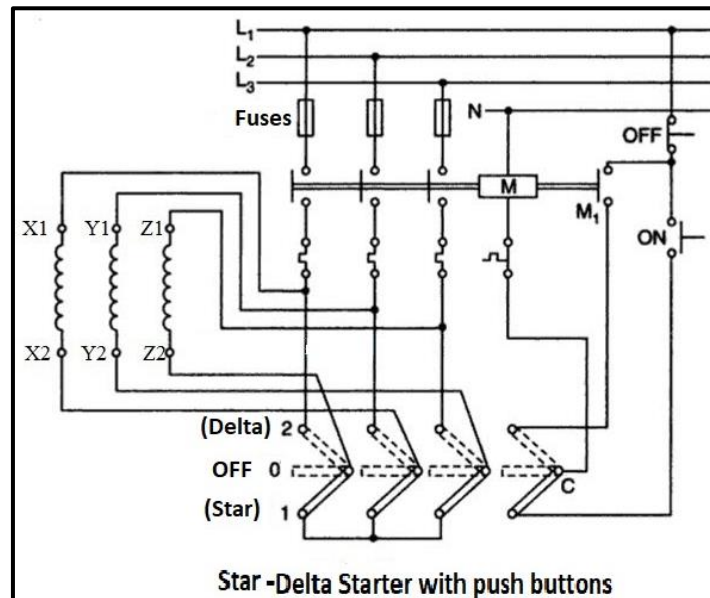 L1
L2
L3
Fuses
N
OFF
M
M1
ON
X1 Y1 Z1
X2 Y2 Z2
(Delta) 2
OFF 0
C
(Star) 1
Star -Delta Starter with push buttons